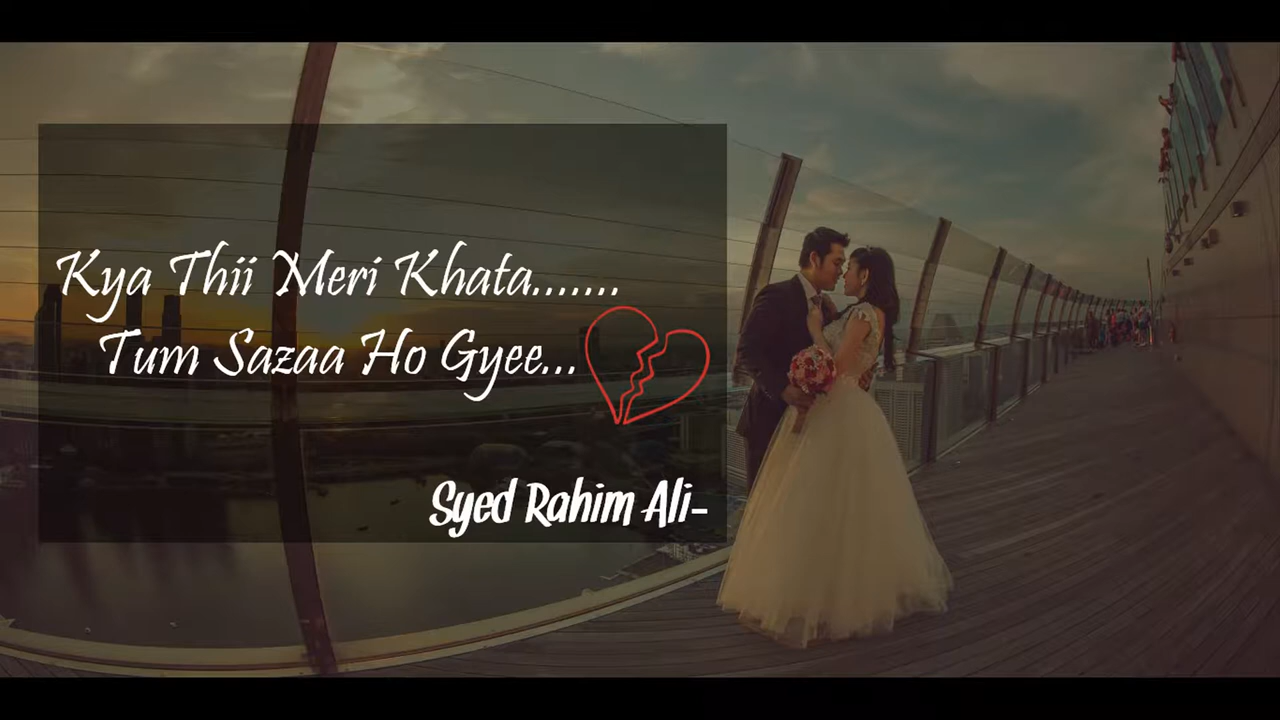 Kya Thii Meri Khata.......
Tum Sazaa Ho Gyee...
Syed Rahim Ali-